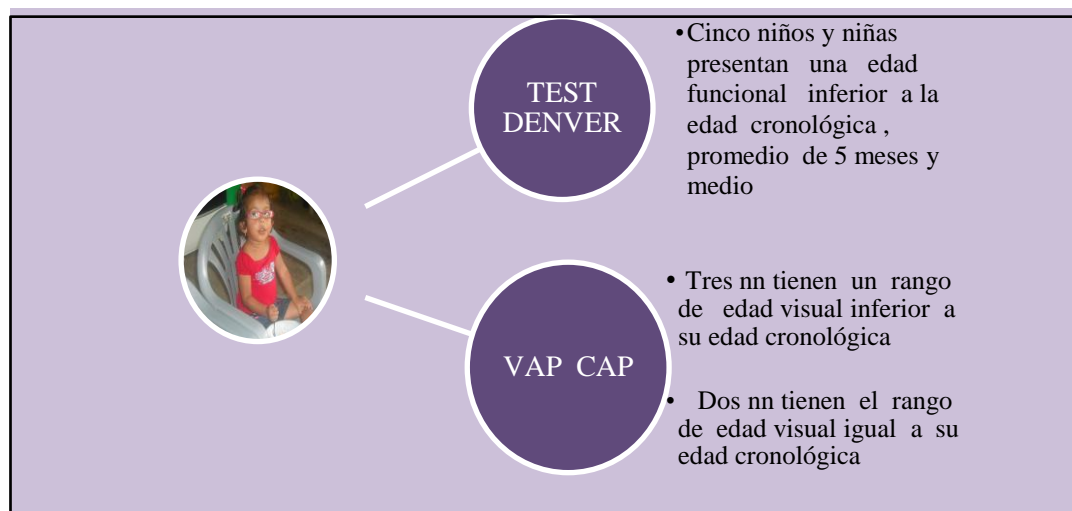 TEST
DENVER
•Cinco niños y niñas
presentan una edad
funcional inferior a la
edad cronológica ,
promedio de 5 meses y
medio
VAP CAP
• Tres nn tienen un rango
de edad visual inferior a
su edad cronológica
• Dos nn tienen el rango
de edad visual igual a su
edad cronológica